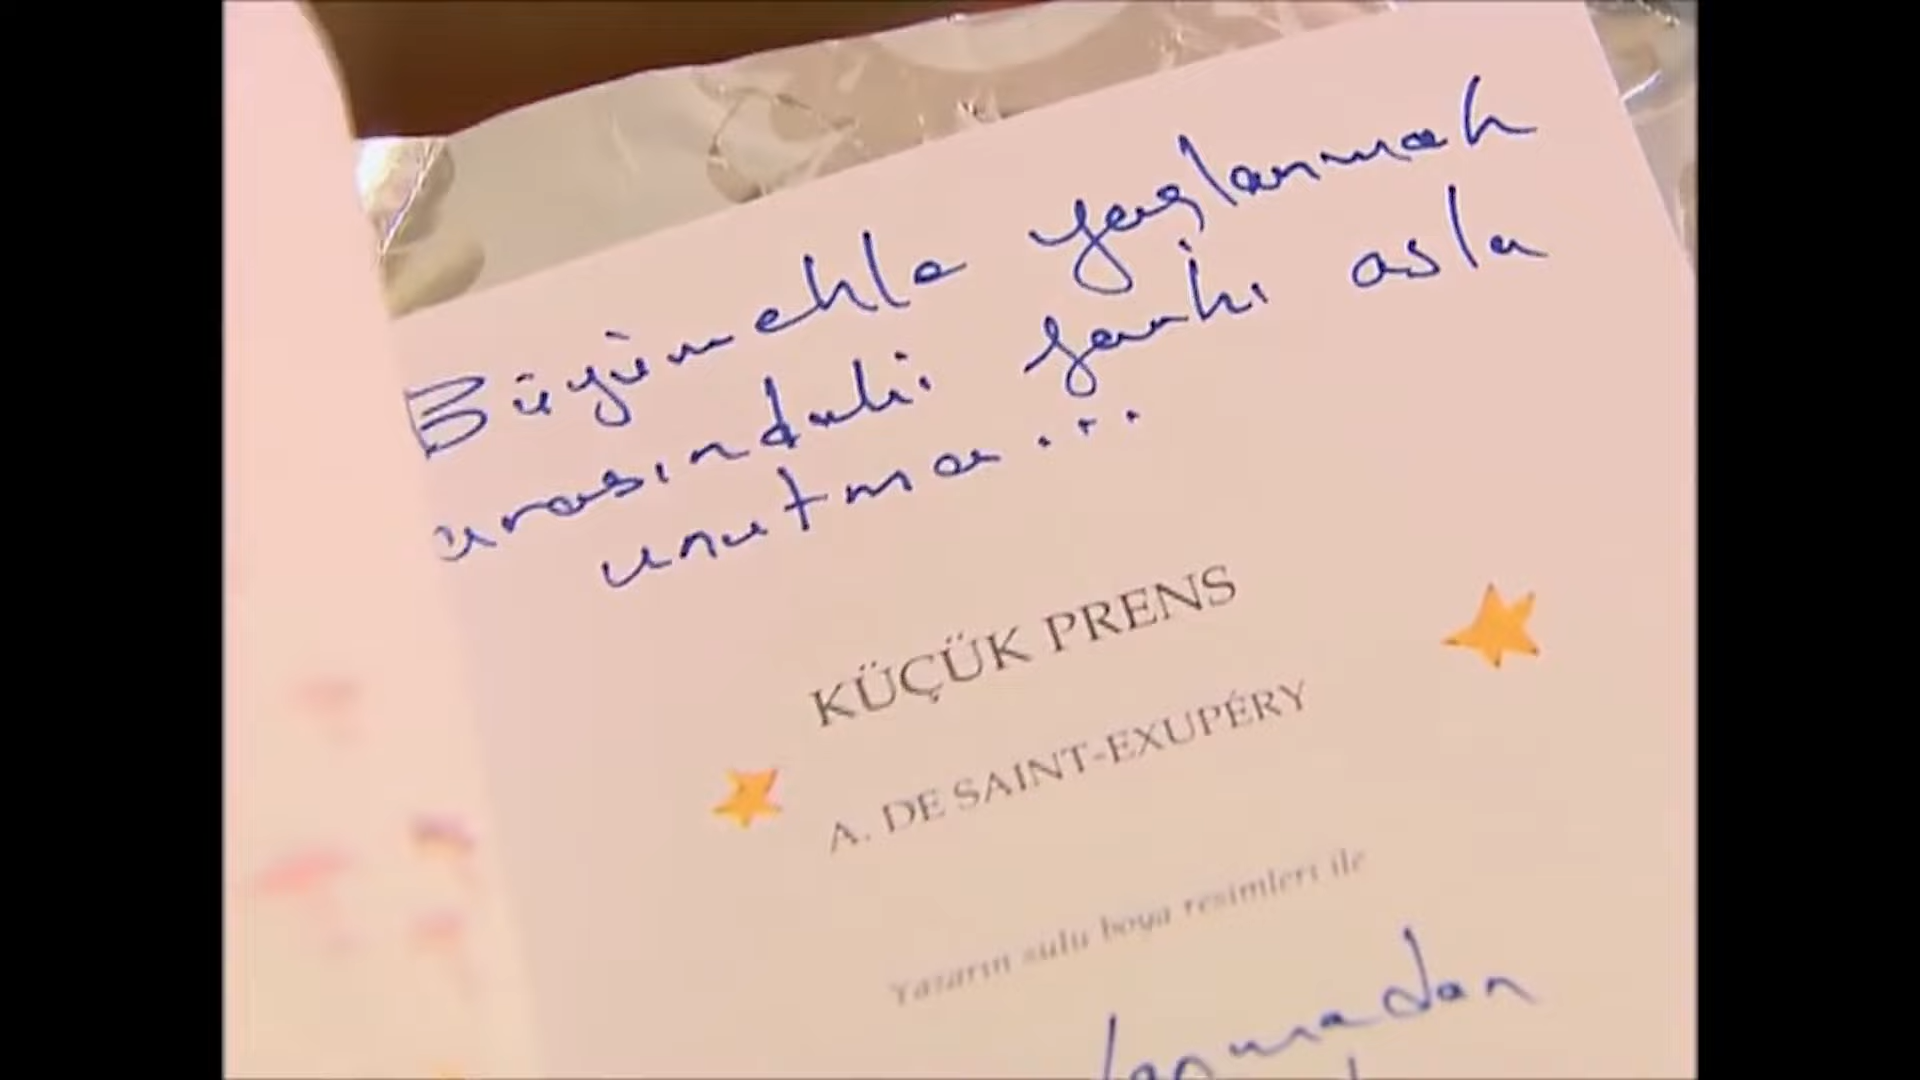 Büyümekle yaşlanmak
arasındaki farkı asla
unutma...
KÜÇÜK PRENS
A. DE SAINT-EXUPÉRY
Yazarın sulu boya resimleri ile